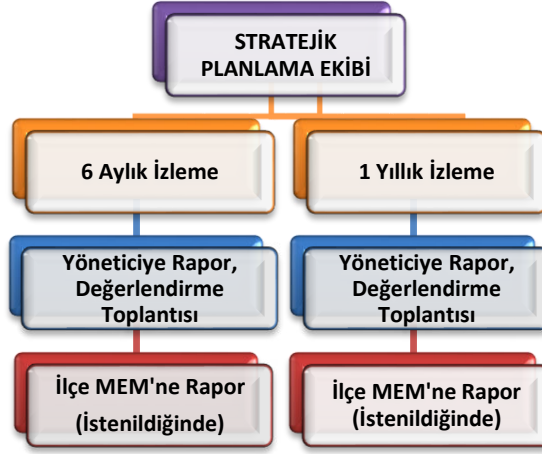 STRATEJİK
PLANLAMA EKİBİ
6 Aylık İzleme
1 Yıllık İzleme
Yöneticiye Rapor,
Değerlendirme
Toplantısı
Yöneticiye Rapor,
Değerlendirme
Toplantısı
İlçe MEM'ne Rapor
(İstenildiğinde)
İlçe MEM'ne Rapor
(İstenildiğinde)